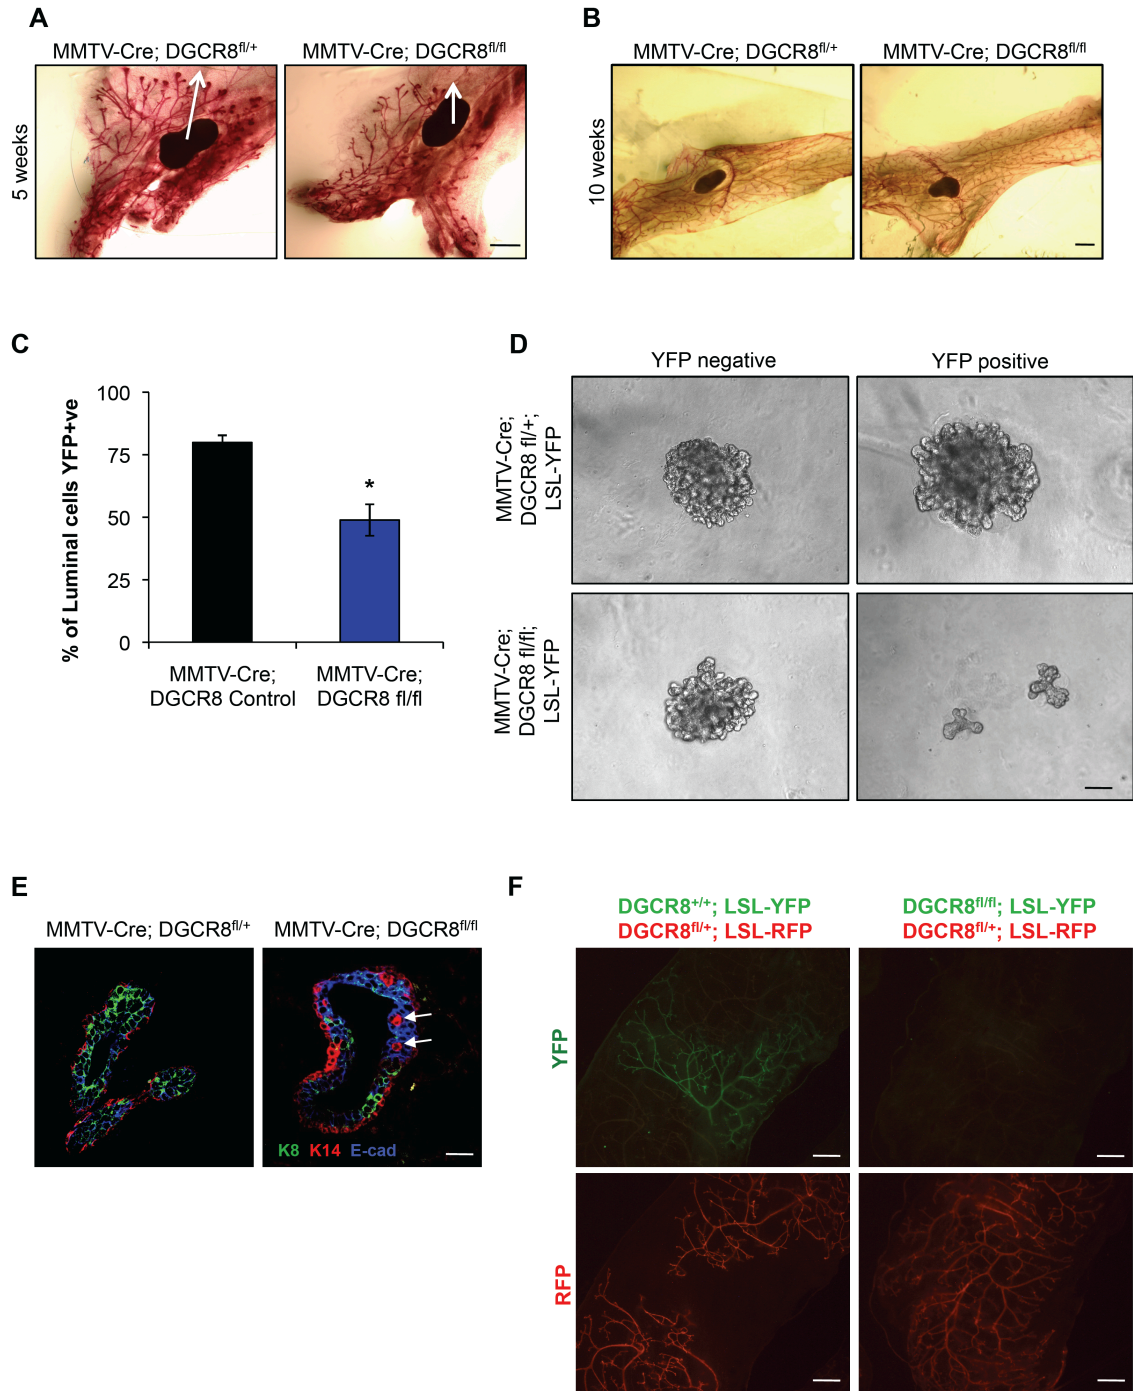 A
MMTV-Cre; DGCR8fl/+
MMTV-Cre; DGCR8fl/fl
5 weeks
B
MMTV-Cre; DGCR8fl/+
MMTV-Cre; DGCR8fl/fl
10 weeks
C
% of Luminal cells YFP+ve
100
75
50
25
0
*
MMTV-Cre;
DGCR8 Control
MMTV-Cre;
DGCR8 fl/fl
D
YFP negative
YFP positive
MMTV-Cre;
DGCR8 fl/+;
LSL-YFP
MMTV-Cre;
DGCR8 fl/fl;
LSL-YFP
E
MMTV-Cre; DGCR8fl/+
MMTV-Cre; DGCR8fl/fl
K8 K14 E-cad
F
DGCR8+/+; LSL-YFP
DGCR8fl/+; LSL-RFP
DGCR8fl/fl; LSL-YFP
DGCR8fl/+; LSL-RFP
YFP
RFP